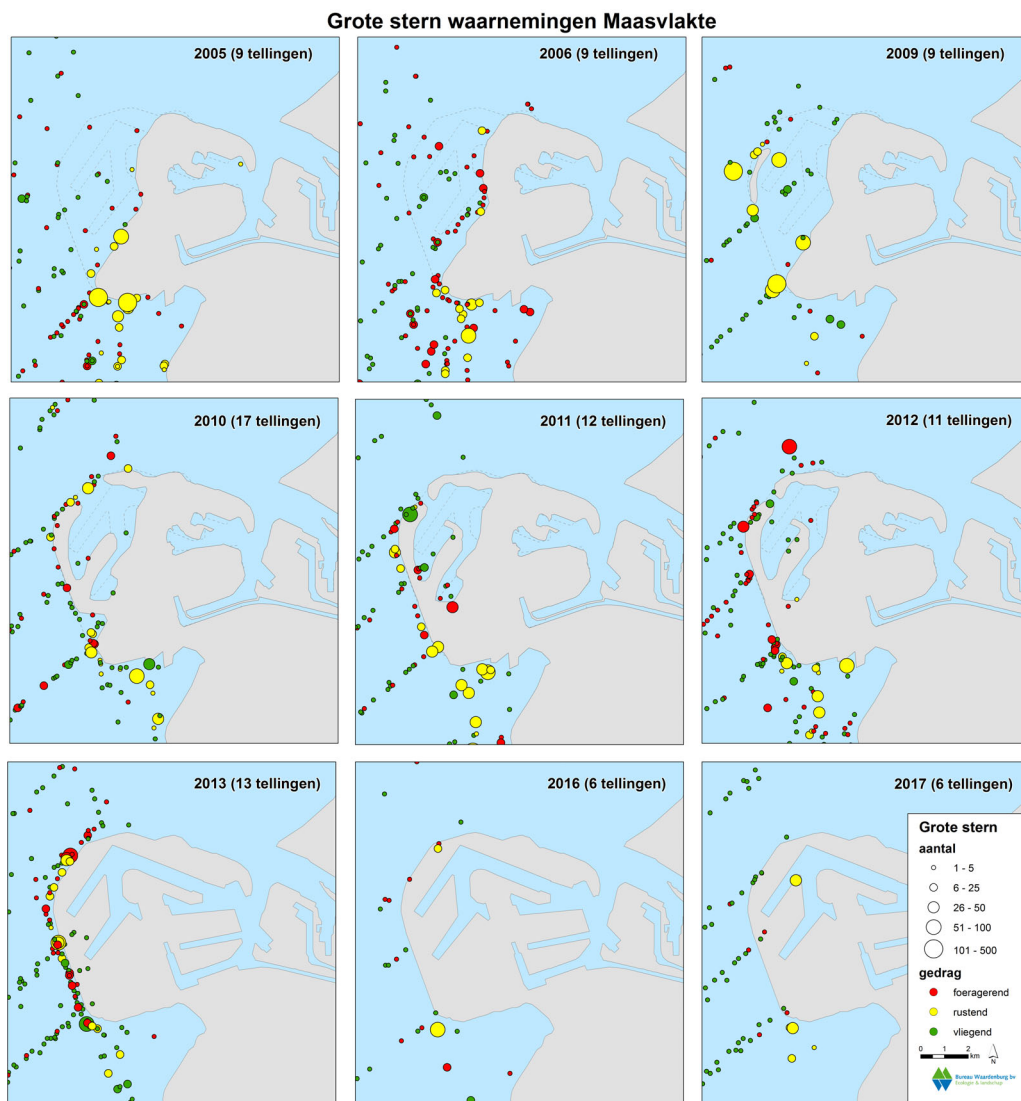 Grote stern waarnemingen Maasvlakte
2005 (9 tellingen)
2006 (9 tellingen)
2009 (9 tellingen)
2010 (17 tellingen)
2011 (12 tellingen)
2012 (11 tellingen)
2013 (13 tellingen)
2016 (6 tellingen)
2017 (6 tellingen)
Grote stern
aantal
1 - 5
6 - 25
26 - 50
51 - 100
101 - 500
gedrag
foeragerend
rustend
vliegend
0 1 2
km
N
Bureau Waardenburg bv
Ecologie & landschap